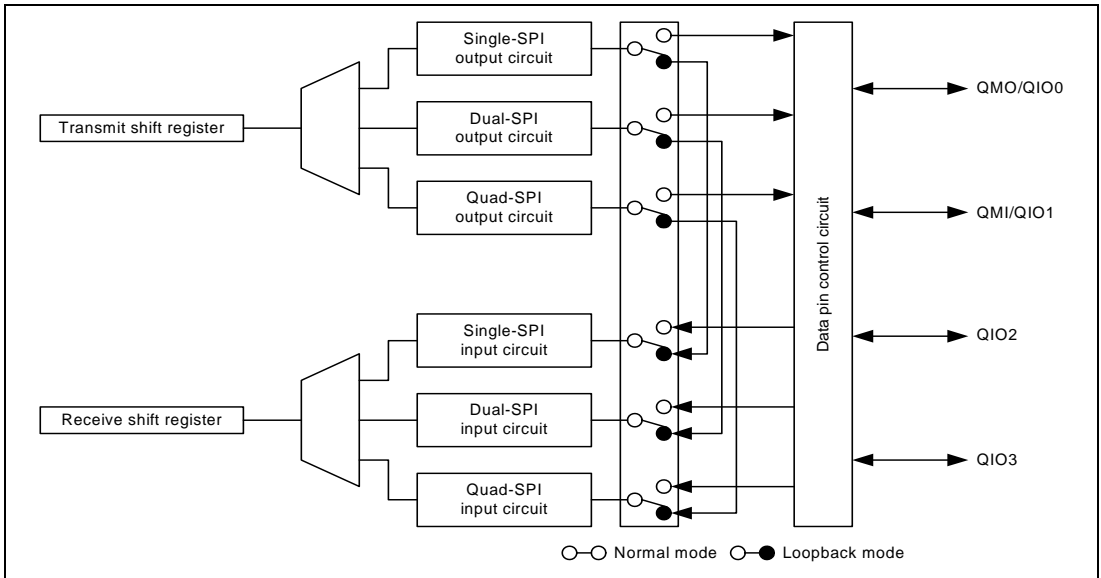 Single-SPI
output circuit
Transmit shift register
Dual-SPI
output circuit
Quad-SPI
output circuit
Single-SPI
input circuit
Receive shift register
Dual-SPI
input circuit
Quad-SPI
input circuit
Data pin control circuit
QMO/QIO0
QMI/QIO1
QIO2
QIO3
Normal mode
Loopback mode